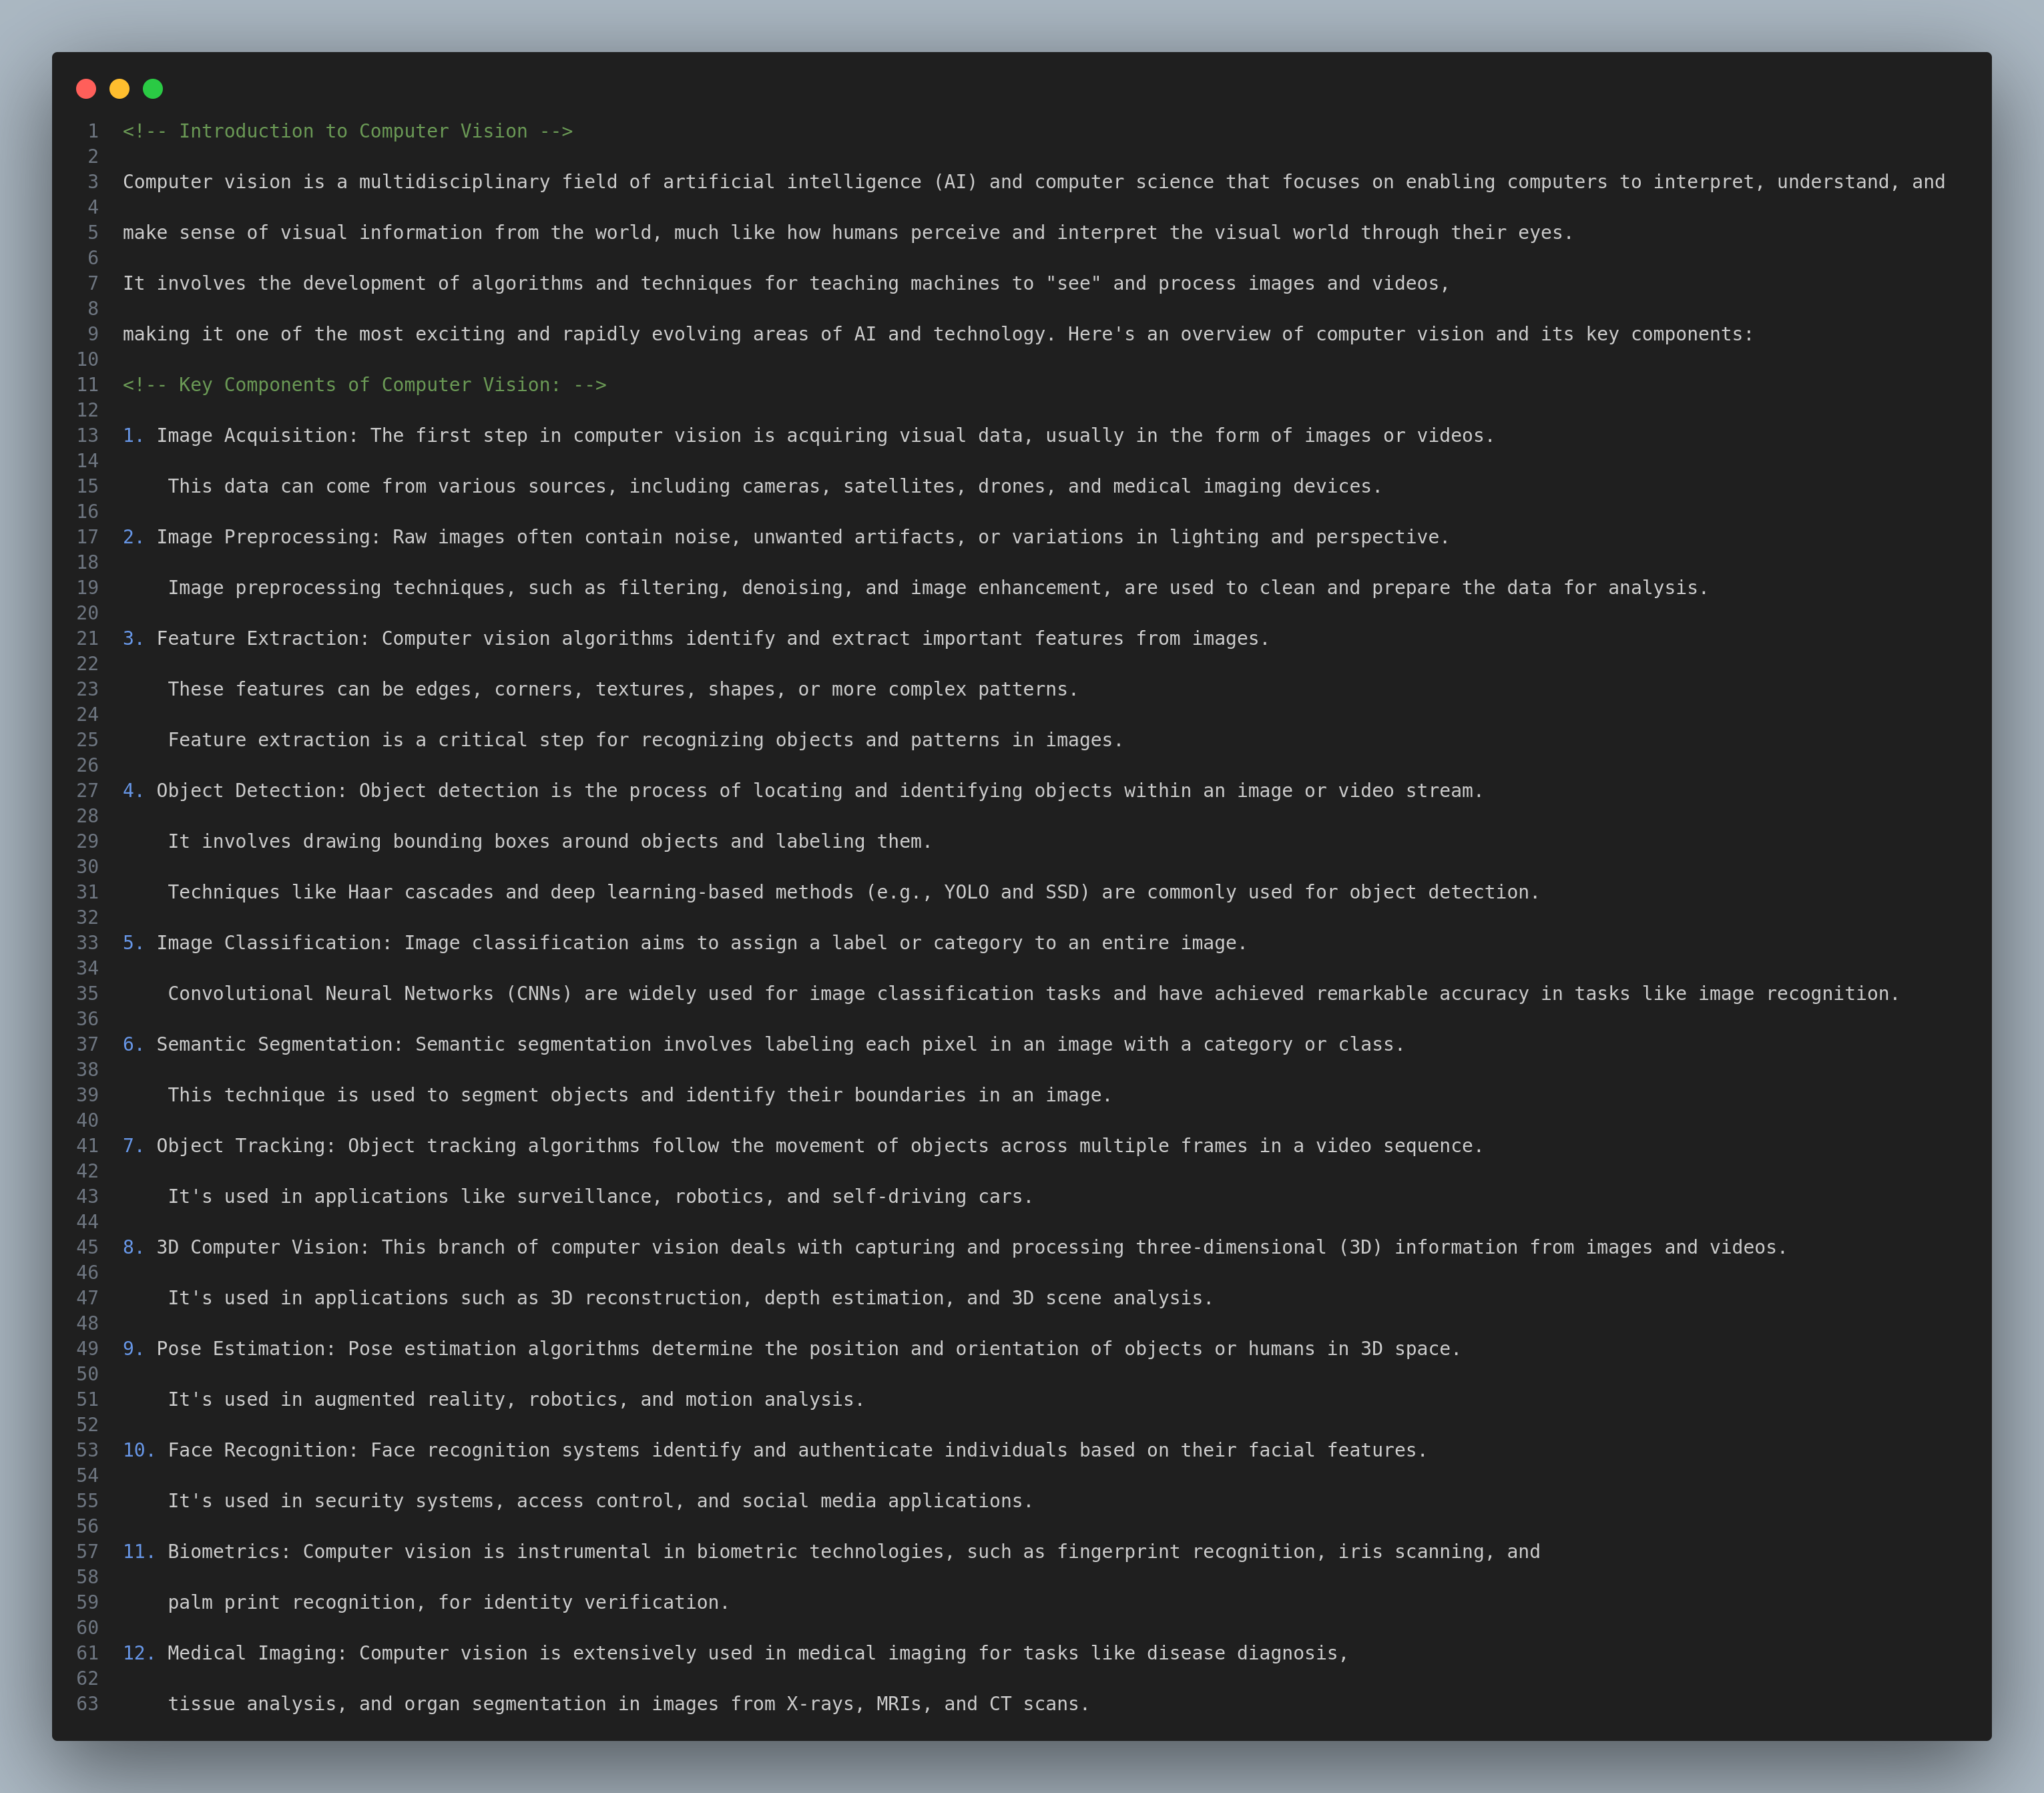 1 <!-- Introduction to Computer Vision -->
2
3 Computer vision is a multidisciplinary field of artificial intelligence (AI) and computer science that focuses on enabling computers to interpret, understand, and
4
5 make sense of visual information from the world, much like how humans perceive and interpret the visual world through their eyes.
6
7 It involves the development of algorithms and techniques for teaching machines to "see" and process images and videos,
8
9 making it one of the most exciting and rapidly evolving areas of AI and technology. Here's an overview of computer vision and its key components:
10
11 <!-- Key Components of Computer Vision: -->
12
13 1. Image Acquisition: The first step in computer vision is acquiring visual data, usually in the form of images or videos.
14
15     This data can come from various sources, including cameras, satellites, drones, and medical imaging devices.
16
17 2. Image Preprocessing: Raw images often contain noise, unwanted artifacts, or variations in lighting and perspective.
18
19     Image preprocessing techniques, such as filtering, denoising, and image enhancement, are used to clean and prepare the data for analysis.
20
21 3. Feature Extraction: Computer vision algorithms identify and extract important features from images.
22
23     These features can be edges, corners, textures, shapes, or more complex patterns.
24
25     Feature extraction is a critical step for recognizing objects and patterns in images.
26
27 4. Object Detection: Object detection is the process of locating and identifying objects within an image or video stream.
28
29     It involves drawing bounding boxes around objects and labeling them.
30
31     Techniques like Haar cascades and deep learning-based methods (e.g., YOLO and SSD) are commonly used for object detection.
32
33 5. Image Classification: Image classification aims to assign a label or category to an entire image.
34
35     Convolutional Neural Networks (CNNs) are widely used for image classification tasks and have achieved remarkable accuracy in tasks like image recognition.
36
37 6. Semantic Segmentation: Semantic segmentation involves labeling each pixel in an image with a category or class.
38
39     This technique is used to segment objects and identify their boundaries in an image.
40
41 7. Object Tracking: Object tracking algorithms follow the movement of objects across multiple frames in a video sequence.
42
43     It's used in applications like surveillance, robotics, and self-driving cars.
44
45 8. 3D Computer Vision: This branch of computer vision deals with capturing and processing three-dimensional (3D) information from images and videos.
46
47     It's used in applications such as 3D reconstruction, depth estimation, and 3D scene analysis.
48
49 9. Pose Estimation: Pose estimation algorithms determine the position and orientation of objects or humans in 3D space.
50
51     It's used in augmented reality, robotics, and motion analysis.
52
53 10. Face Recognition: Face recognition systems identify and authenticate individuals based on their facial features.
54
55     It's used in security systems, access control, and social media applications.
56
57 11. Biometrics: Computer vision is instrumental in biometric technologies, such as fingerprint recognition, iris scanning, and
58
59     palm print recognition, for identity verification.
60
61 12. Medical Imaging: Computer vision is extensively used in medical imaging for tasks like disease diagnosis,
62
63     tissue analysis, and organ segmentation in images from X-rays, MRIs, and CT scans.